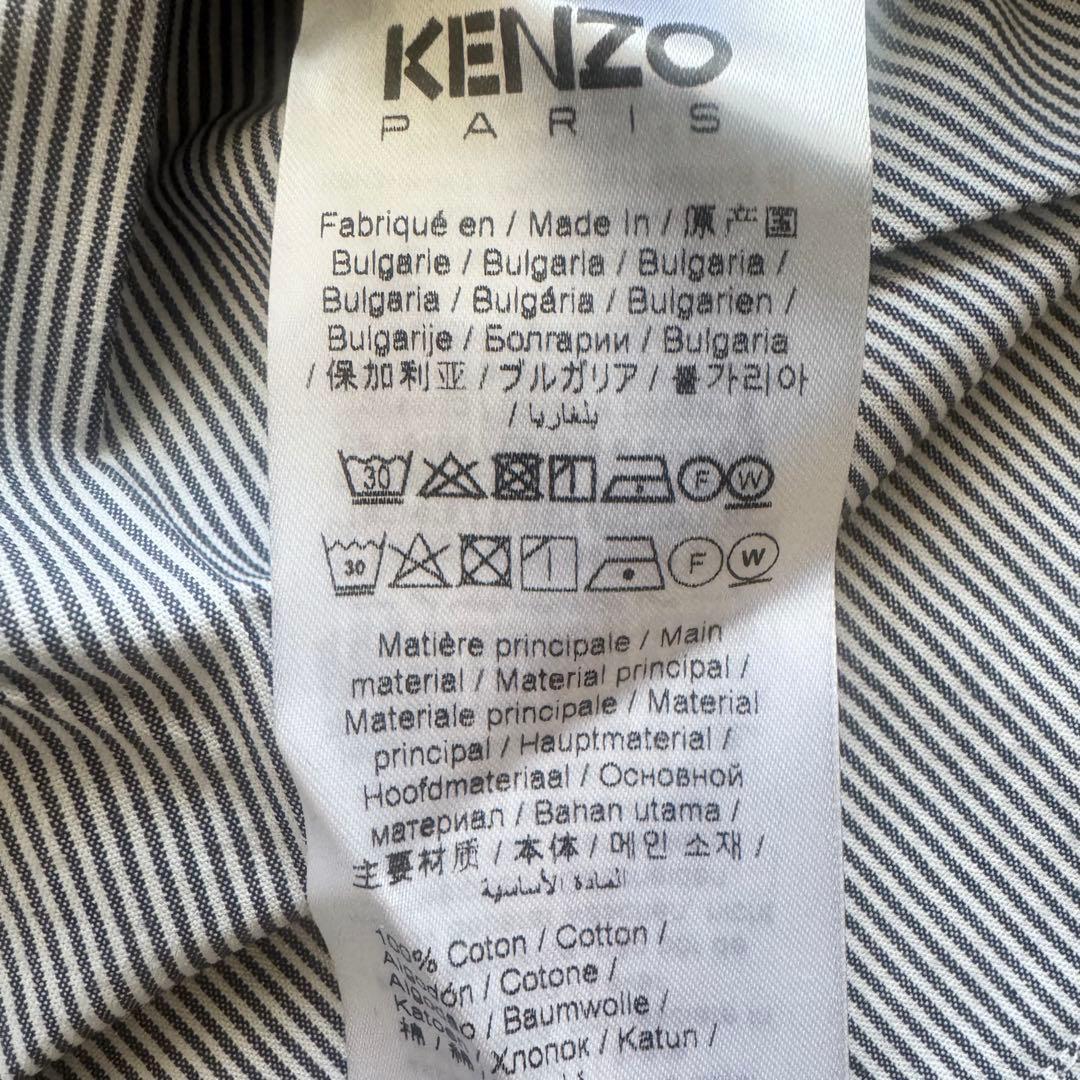 KENZO
PARIS
Fabriqué en / Made In / 原产国
Bulgarie / Bulgaria / Bulgaria /
Bulgaria / Bulgária / Bulgarien /
Bulgarije / Болгарии / Bulgaria
/ 保加利亚 / ブルガリア / 불가리아
/ بلغاريا
30 F W
30 F W
Matière principale / Main
material / Material principal /
Materiale principale / Material
principal / Hauptmaterial /
Hoofdmateriaal / Основной
материал / Bahan utama /
主要材质 / 本体 / 메인 소재 /
المادة الأساسية
100% Coton / Cotton /
/ Cotone /
/ Baumwolle /
Хлопок / Katun /
棉 /